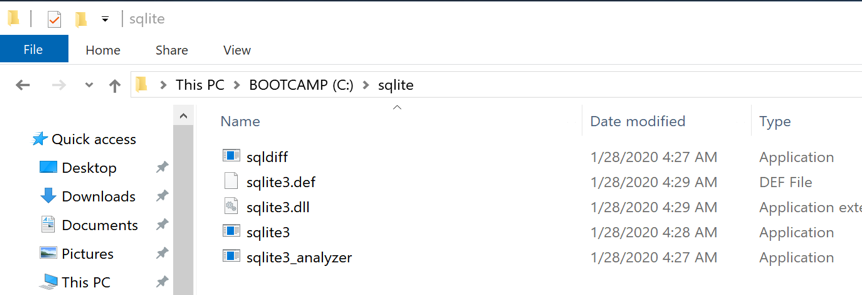 sqlite
File Home Share View
This PC BOOTCAMP (C:) sqlite
Name Date modified Type
Quick access
Desktop
Downloads
Documents
Pictures
This PC
sqldiff 1/28/2020 4:27 AM Application
sqlite3.def 1/28/2020 4:29 AM DEF File
sqlite3.dll 1/28/2020 4:29 AM Application exte
sqlite3 1/28/2020 4:28 AM Application
sqlite3_analyzer 1/28/2020 4:27 AM Application